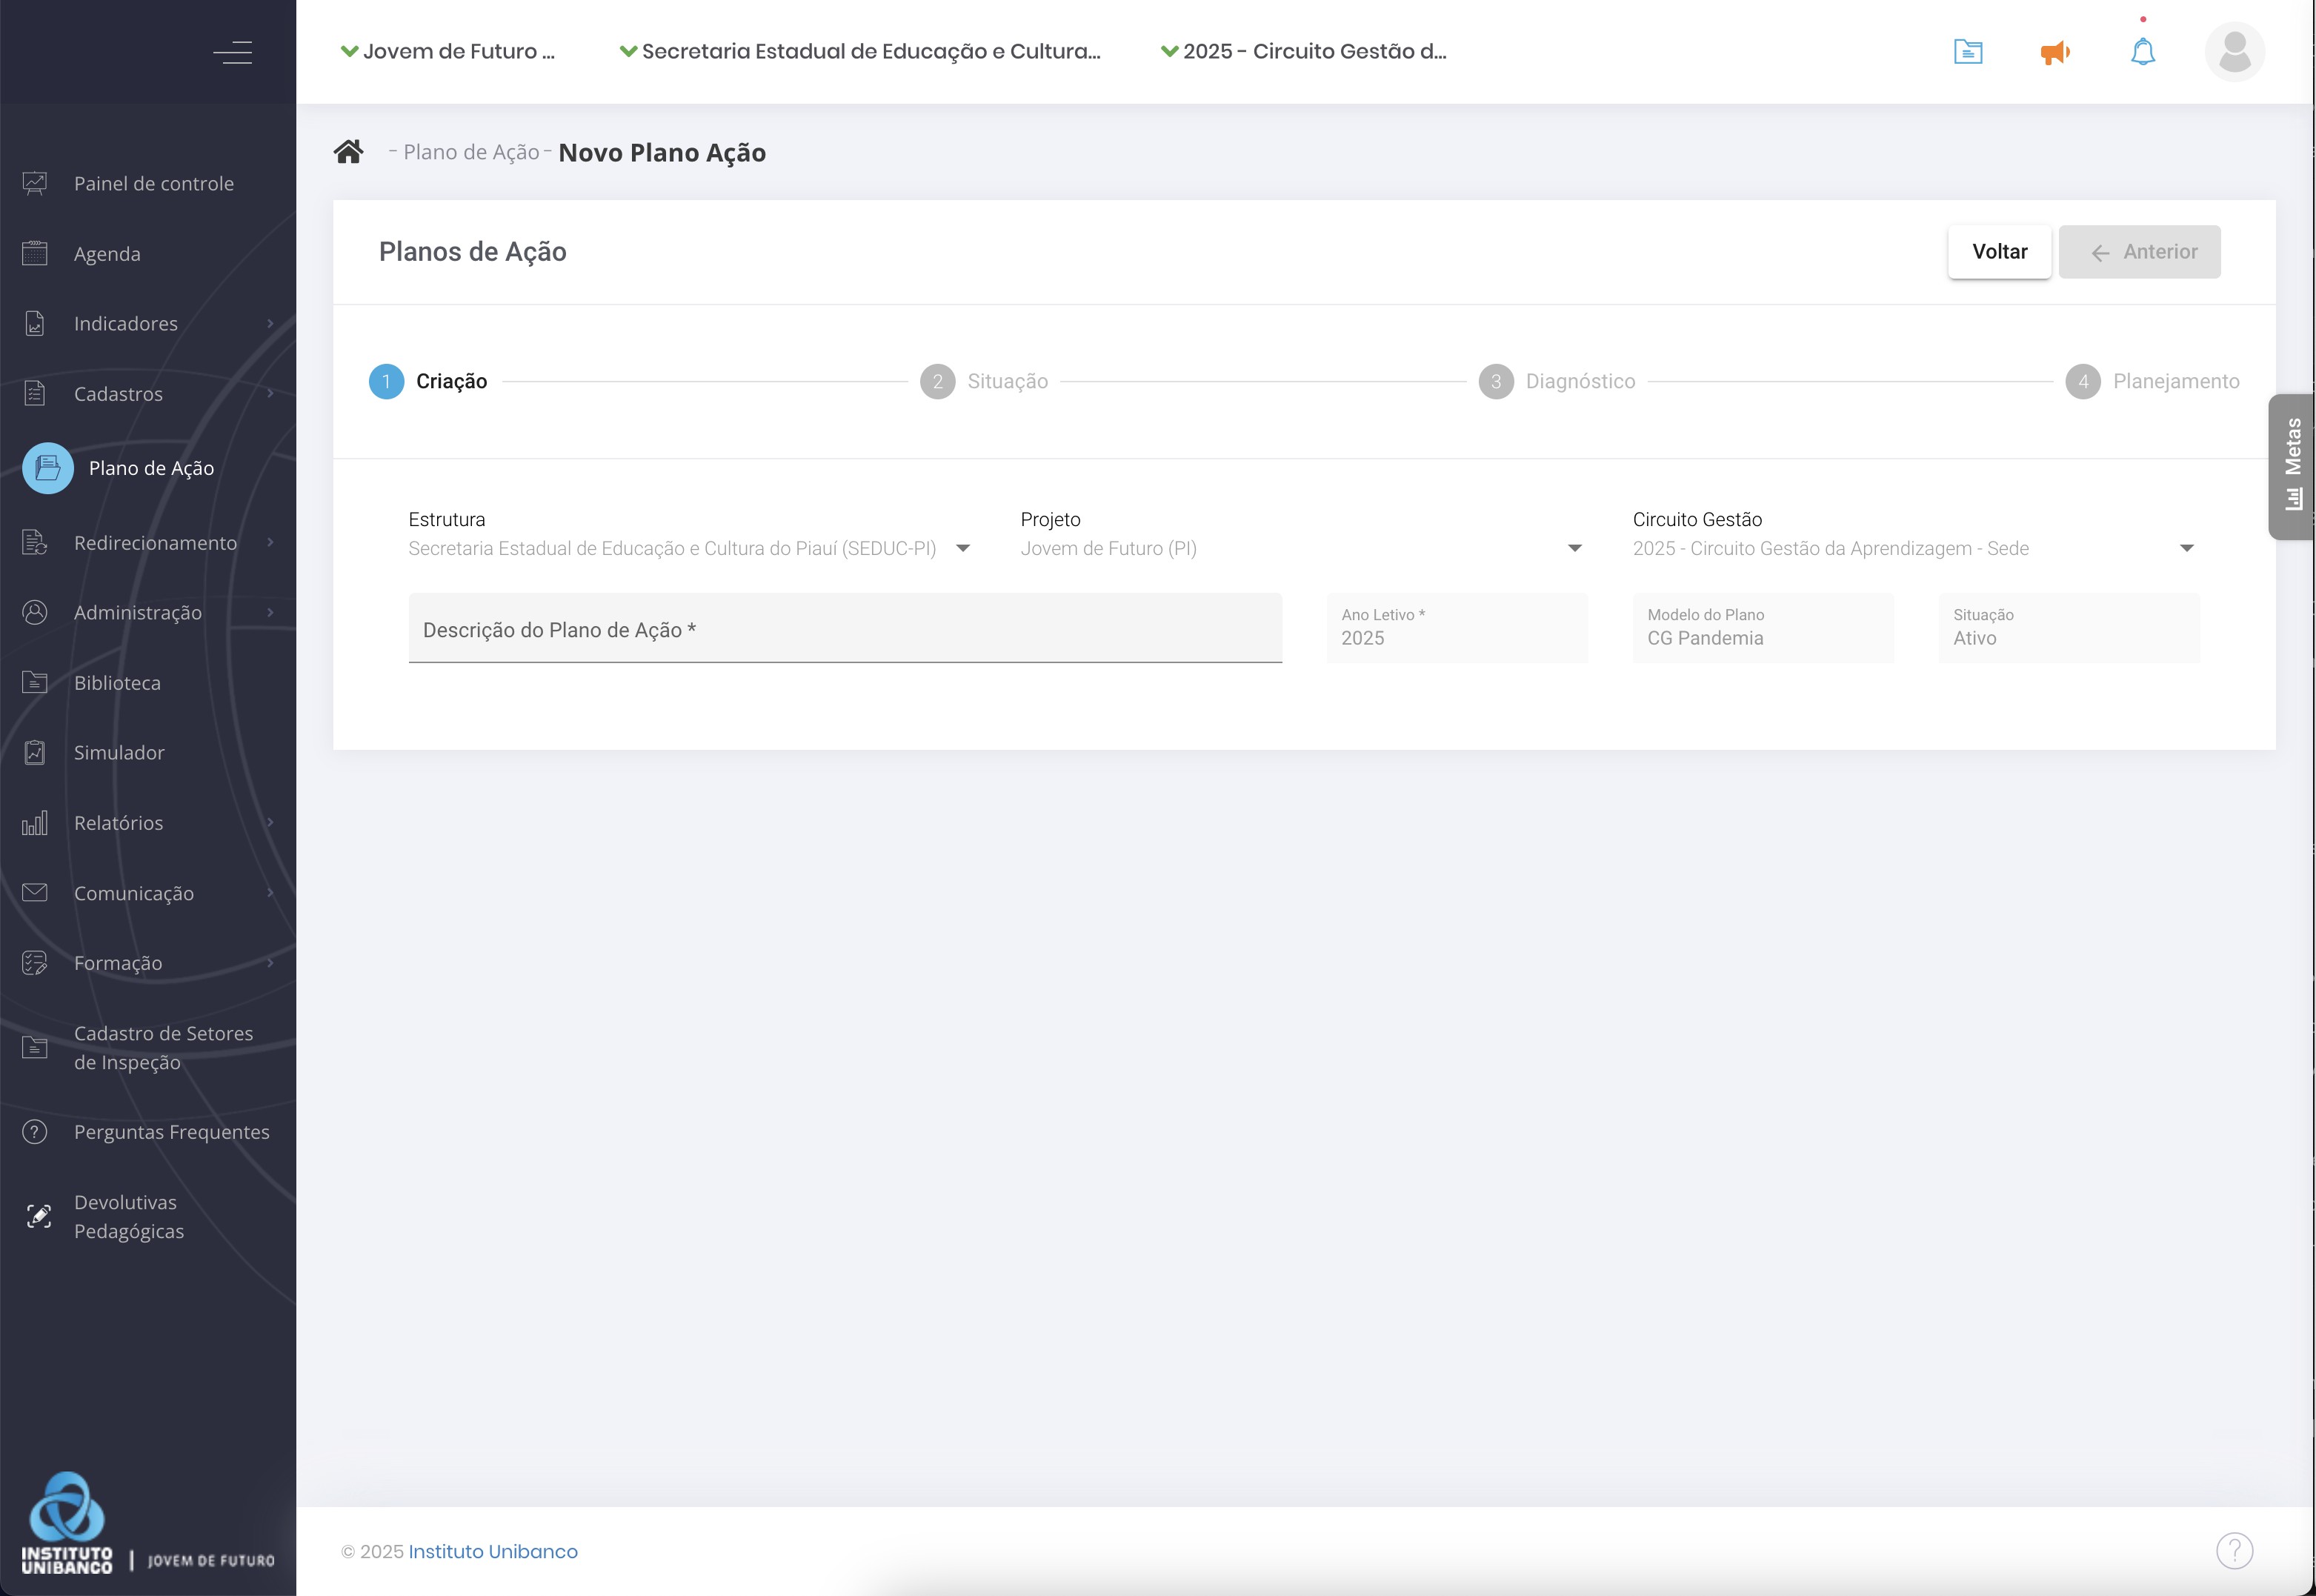 Jovem de Futuro ...
Secretaria Estadual de Educação e Cultura...
2025 - Circuito Gestão d...
- Plano de Ação - Novo Plano Ação
Painel de controle
Agenda
Indicadores
Cadastros
Plano de Ação
Redirecionamento
Administração
Biblioteca
Simulador
Relatórios
Comunicação
Formação
Cadastro de Setores
de Inspeção
Perguntas Frequentes
Devolutivas
Pedagógicas
INSTITUTO
UNIBANCO | JOVEM DE FUTURO
Planos de Ação
Voltar
Anterior
1 Criação
2 Situação
3 Diagnóstico
4 Planejamento
Metas
Estrutura
Secretaria Estadual de Educação e Cultura do Piauí (SEDUC-PI)
Projeto
Jovem de Futuro (PI)
Circuito Gestão
2025 - Circuito Gestão da Aprendizagem - Sede
Descrição do Plano de Ação *
Ano Letivo *
2025
Modelo do Plano
CG Pandemia
Situação
Ativo
© 2025 Instituto Unibanco
?